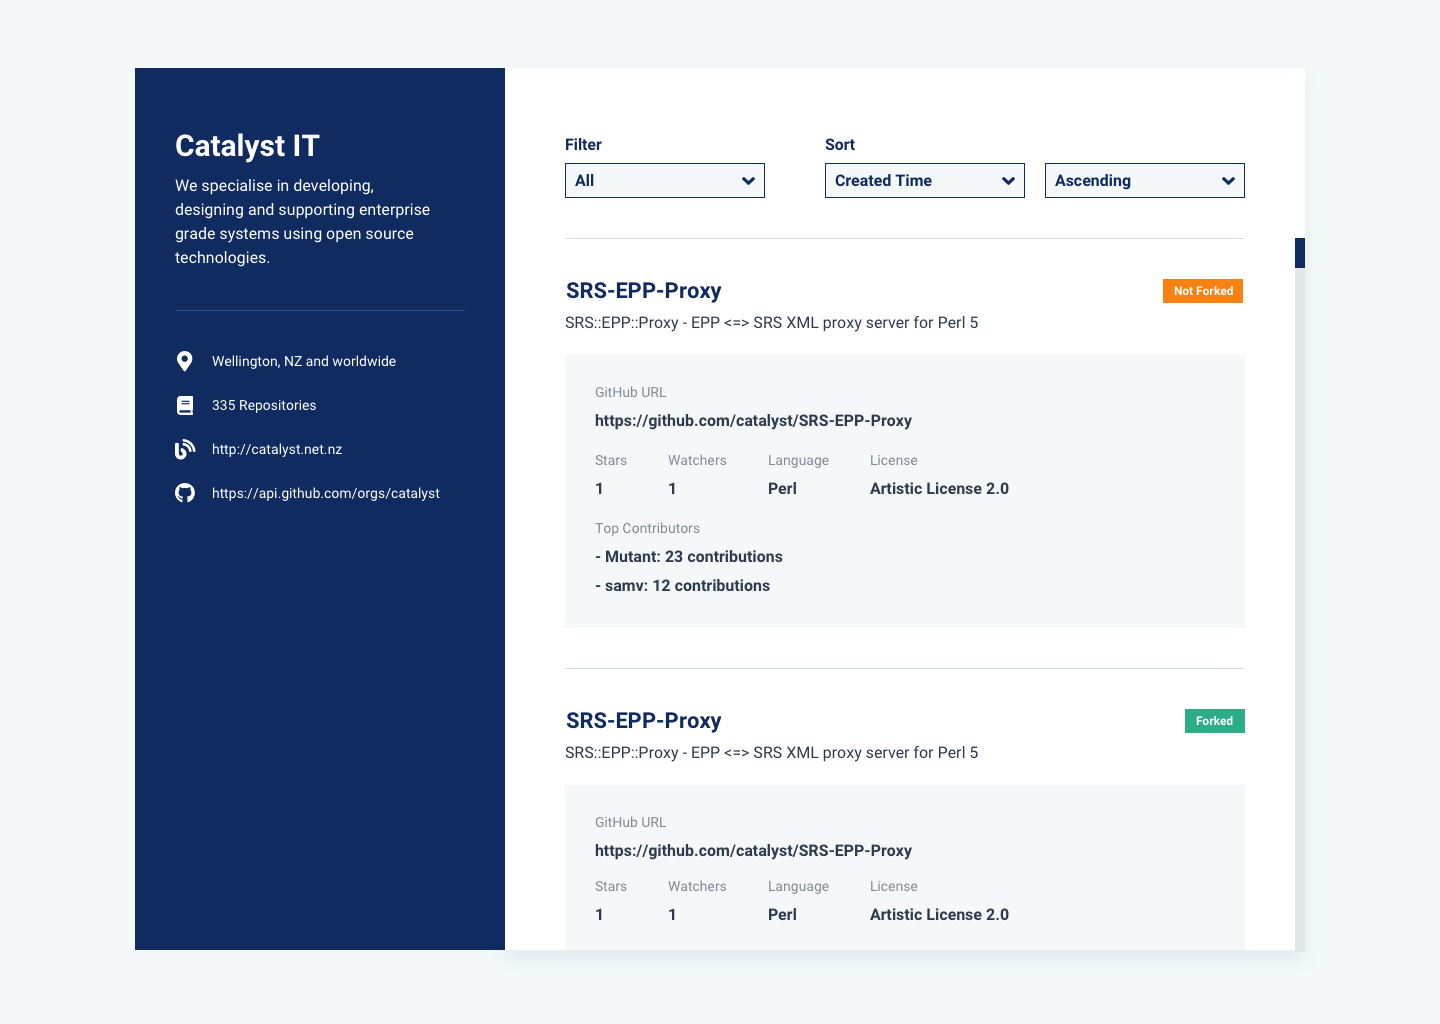 Catalyst IT
We specialise in developing,
designing and supporting enterprise
grade systems using open source
technologies.
Wellington, NZ and worldwide
335 Repositories
http://catalyst.net.nz
https://api.github.com/orgs/catalyst
Filter
All
Sort
Created Time
Ascending
SRS-EPP-Proxy
Not Forked
SRS::EPP::Proxy - EPP <=> SRS XML proxy server for Perl 5
GitHub URL
https://github.com/catalyst/SRS-EPP-Proxy
Stars Watchers Language License
1 1 Perl Artistic License 2.0
Top Contributors
- Mutant: 23 contributions
- samv: 12 contributions
SRS-EPP-Proxy
Forked
SRS::EPP::Proxy - EPP <=> SRS XML proxy server for Perl 5
GitHub URL
https://github.com/catalyst/SRS-EPP-Proxy
Stars Watchers Language License
1 1 Perl Artistic License 2.0